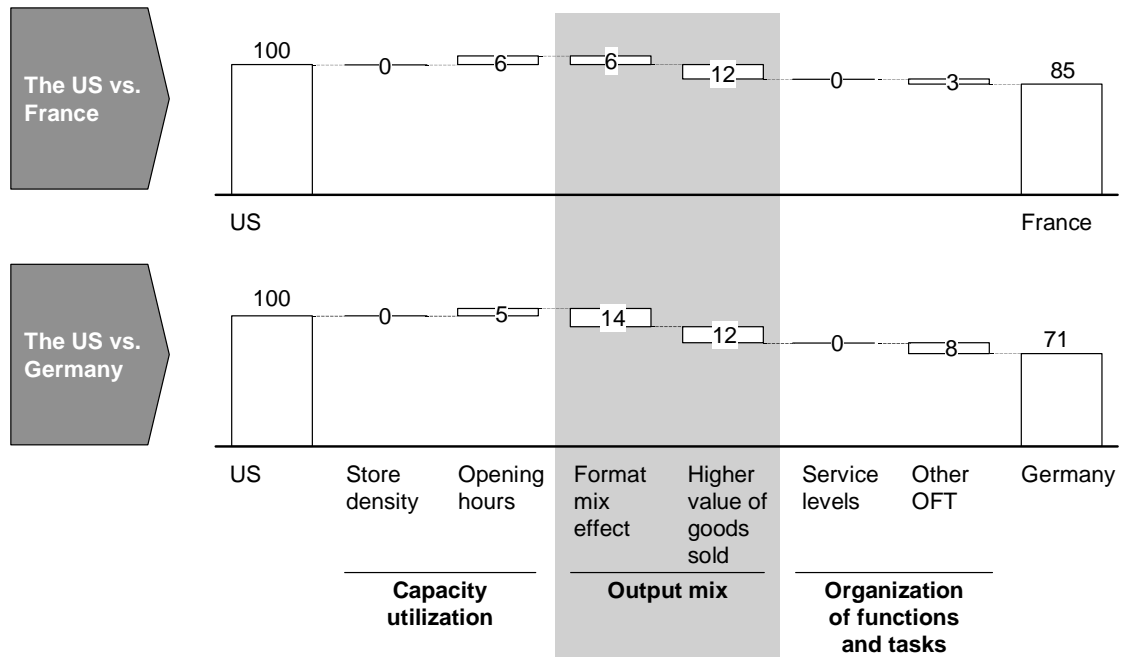 The US vs.
France
100
0
6
6
12
0
3
85
US
France
The US vs.
Germany
100
0
5
14
12
0
8
71
US
Store
density
Opening
hours
Format
mix
effect
Higher
value of
goods
sold
Service
levels
Other
OFT
Germany
Capacity
utilization
Output mix
Organization
of functions
and tasks